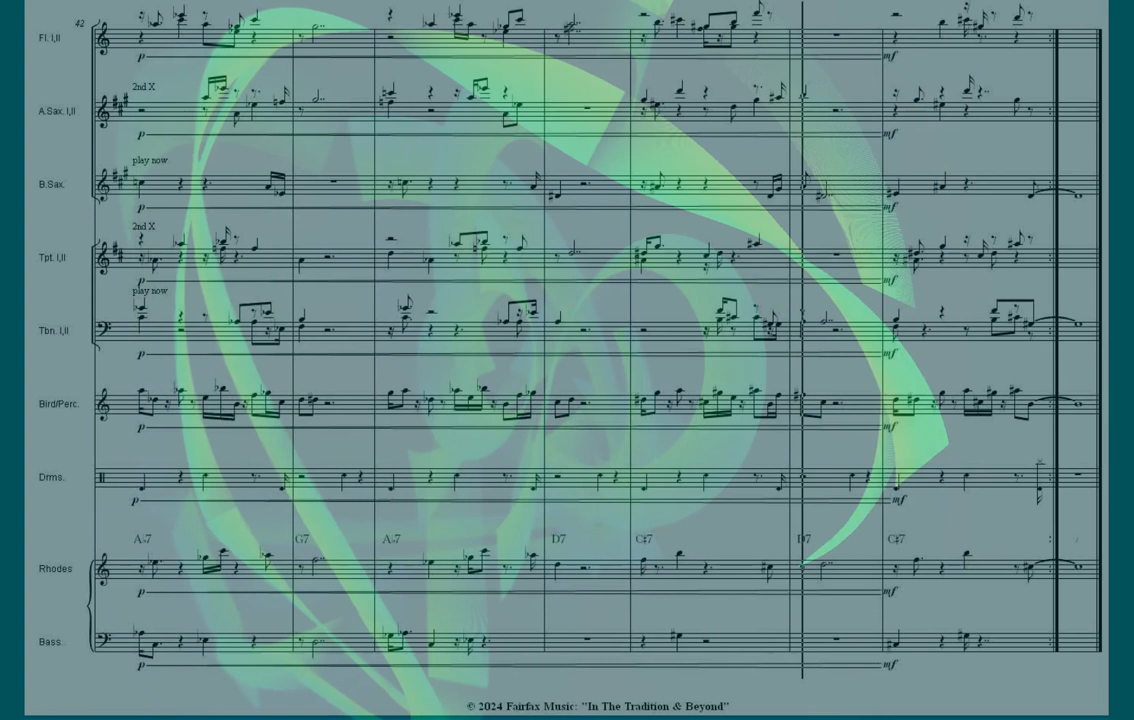 42
Fl. I,II
p
mf
2nd X
A.Sax. I,II
p
mf
play now
B.Sax.
p
mf
2nd X
Tpt. I,II
p
mf
play now
Tbn. I,II
p
mf
Bird/Perc.
p
mf
Drms.
p
mf
A♭7 G7 A♭7 D7 C♯7 D7 C♯7
Rhodes
p
mf
Bass.
p
mf
© 2024 Fairfax Music: "In The Tradition & Beyond"